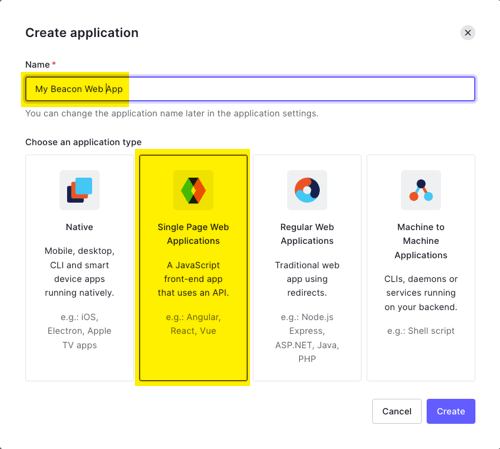 Create application
Name *
My Beacon Web App
You can change the application name later in the application settings.
Choose an application type
Native
Mobile, desktop,
CLI and smart
device apps
running natively.
e.g.: iOS,
Electron, Apple
TV apps
Single Page Web
Applications
A JavaScript
front-end app
that uses an API.
e.g.: Angular,
React, Vue
Regular Web
Applications
Traditional web
app using
redirects.
e.g.: Node.js
Express,
ASP.NET, Java,
PHP
Machine to
Machine
Applications
CLIs, daemons or
services running
on your backend.
e.g.: Shell script
Cancel
Create